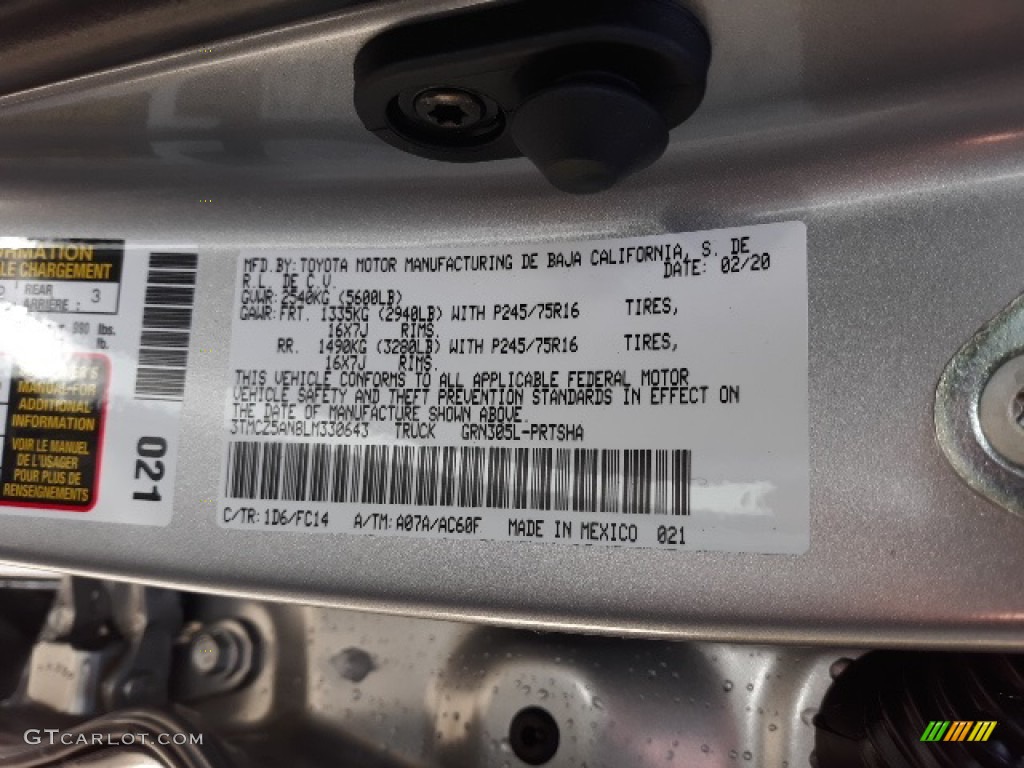 MFD.BY:TOYOTA MOTOR MANUFACTURING DE BAJA CALIFORNIA, S. DE
R.L. DE C.V. DATE: 02/20
GVWR:2540KG (5600LB)
GAWR:FRT. 1335KG (2940LB) WITH P245/75R16 TIRES,
16X7J RIMS.
RR. 1490KG (3280LB) WITH P245/75R16 TIRES,
16X7J RIMS.
THIS VEHICLE CONFORMS TO ALL APPLICABLE FEDERAL MOTOR
VEHICLE SAFETY AND THEFT PREVENTION STANDARDS IN EFFECT ON
THE DATE OF MANUFACTURE SHOWN ABOVE.
3TMCZ5AN8LM330643 TRUCK GRN305L-PRTSHA
C/TR:1D6/FC14 A/TM:A07A/AC60F MADE IN MEXICO 021
RMATION
LE CHARGEMENT
REAR
ARRIÈRE : 3
lbs.
lb.
MANUAL FOR
ADDITIONAL
INFORMATION
VOIR LE MANUEL
DE L'USAGER
POUR PLUS DE
RENSEIGNEMENTS
021
GTCARLOT.COM